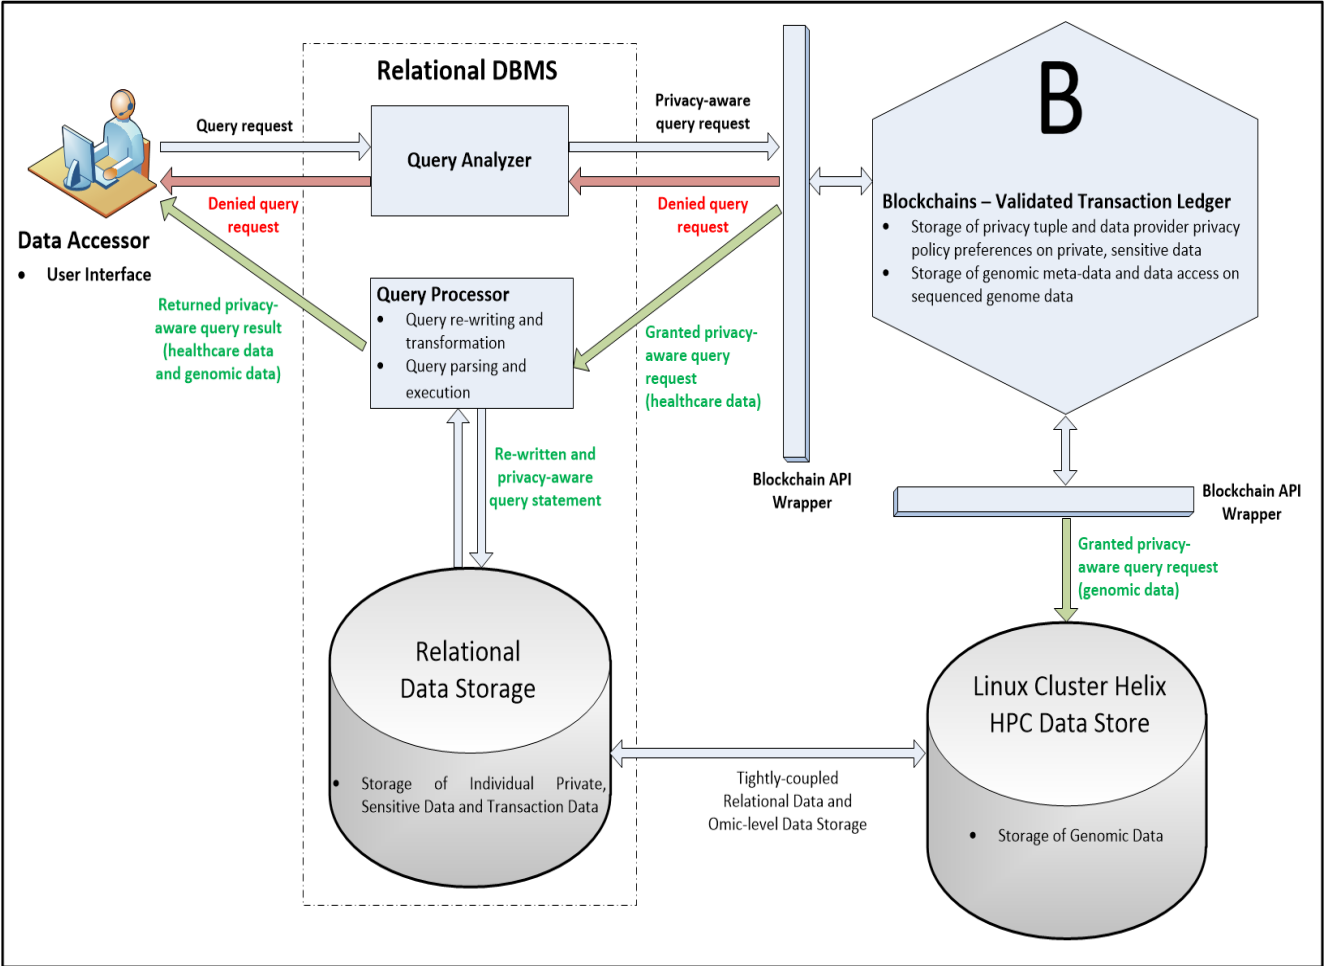 Relational DBMS
Query request
Query Analyzer
Privacy-aware
query request
Denied query
request
Denied query
request
Data Accessor
• User Interface
B
Blockchains – Validated Transaction Ledger
• Storage of privacy tuple and data provider privacy
policy preferences on private, sensitive data
• Storage of genomic meta-data and data access on
sequenced genome data
Returned privacy-
aware query result
(healthcare data
and genomic data)
Query Processor
• Query re-writing and
transformation
• Query parsing and
execution
Granted privacy-
aware query
request
(healthcare data)
Re-written and
privacy-aware
query statement
Blockchain API
Wrapper
Blockchain API
Wrapper
Granted privacy-
aware query request
(genomic data)
Relational
Data Storage
• Storage of Individual Private,
Sensitive Data and Transaction Data
Tightly-coupled
Relational Data and
Omic-level Data Storage
Linux Cluster Helix
HPC Data Store
• Storage of Genomic Data